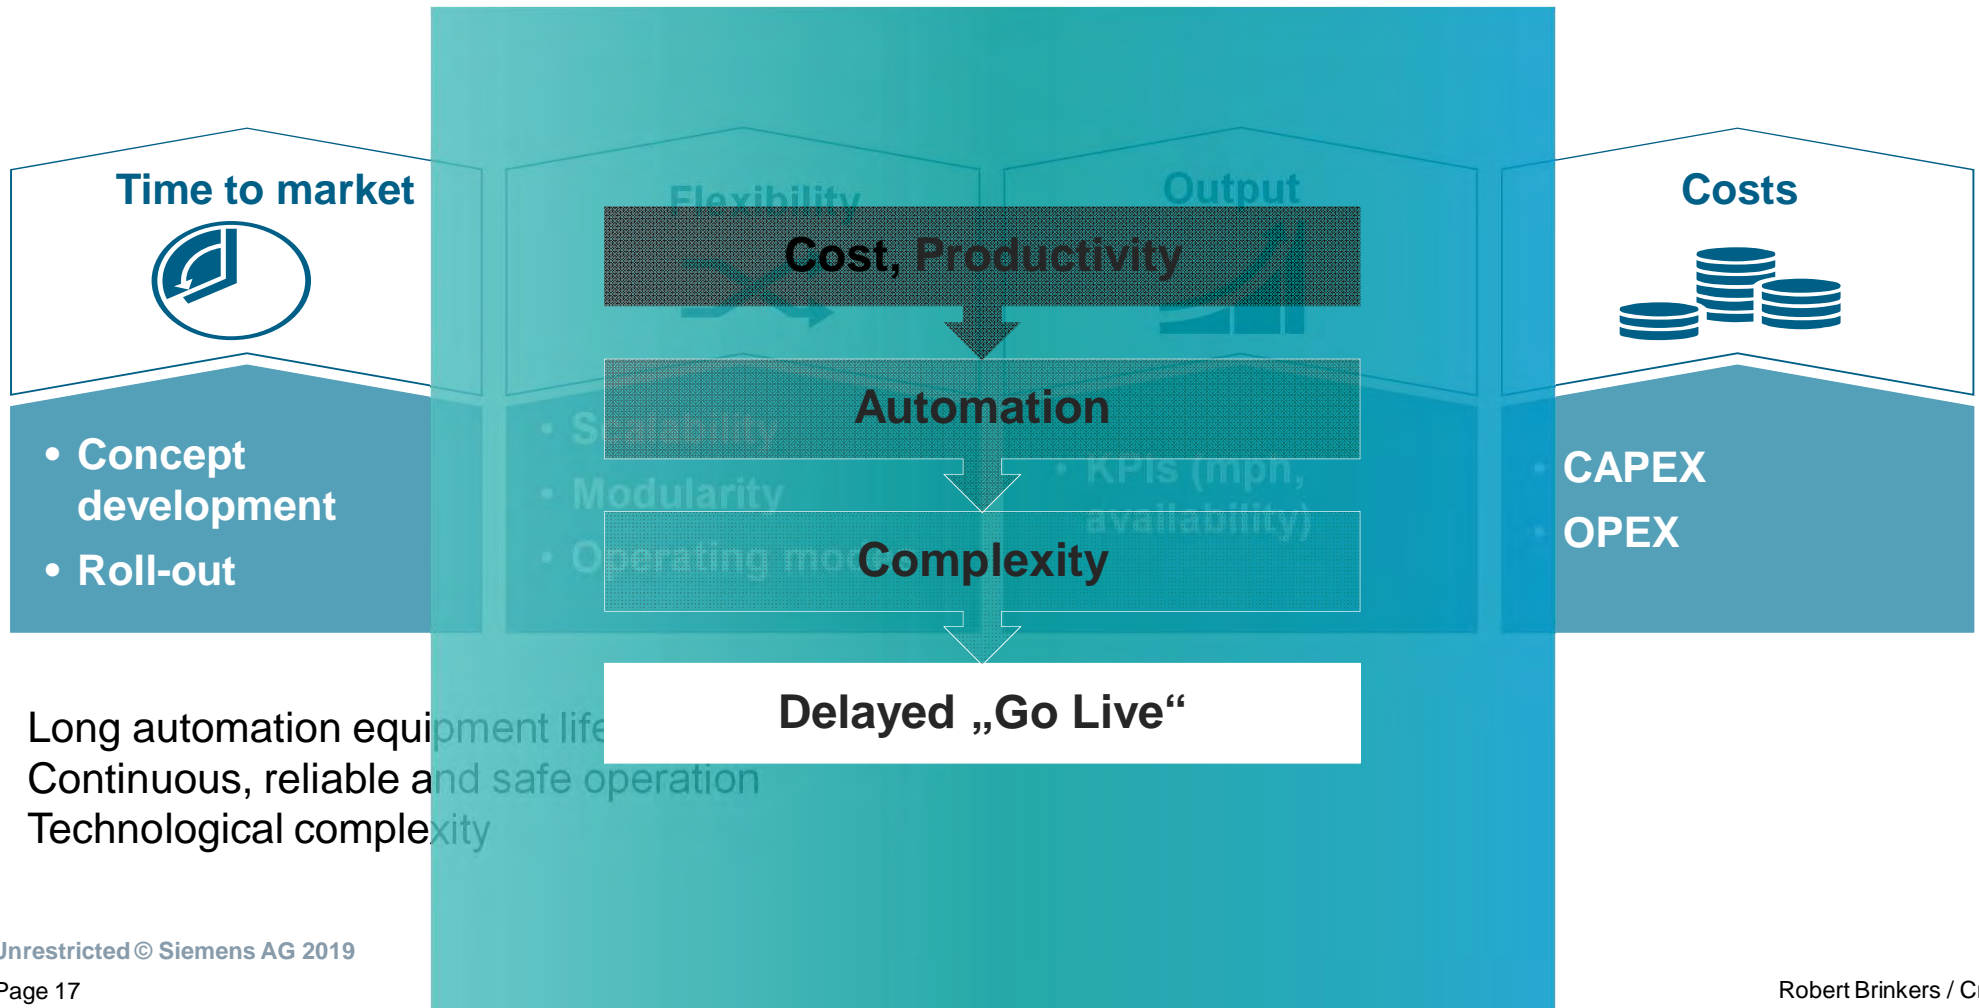 Time to market
Flexibility
Output
Costs
Cost, Productivity
Automation
Complexity
Delayed „Go Live“
• Concept
development
• Roll-out
• Scalability
• Modularity
• Operating
• KPIs (mph,
availability)
• CAPEX
• OPEX
Long automation equipment life
Continuous, reliable and safe operation
Technological complexity
Unrestricted © Siemens AG 2019
Page 17
Robert Brinkers /